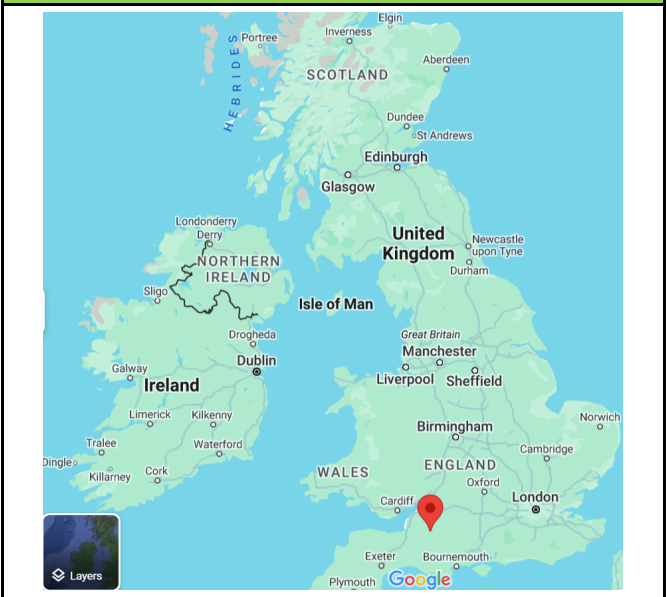 Elgin
Portree
Inverness
HEBRIDES
Aberdeen
SCOTLAND
Dundee
St Andrews
Edinburgh
Glasgow
Londonderry
Derry
United
Kingdom
Newcastle
upon Tyne
NORTHERN
IRELAND
Durham
Sligo
Isle of Man
Drogheda
Great Britain
Manchester
Dublin
Galway
Liverpool
Sheffield
Ireland
Limerick
Kilkenny
Norwich
Birmingham
Tralee
Waterford
Cambridge
Dingle
Killarney
Cork
WALES
ENGLAND
Oxford
Cardiff
London
Exeter
Bournemouth
Layers
Plymouth
Google